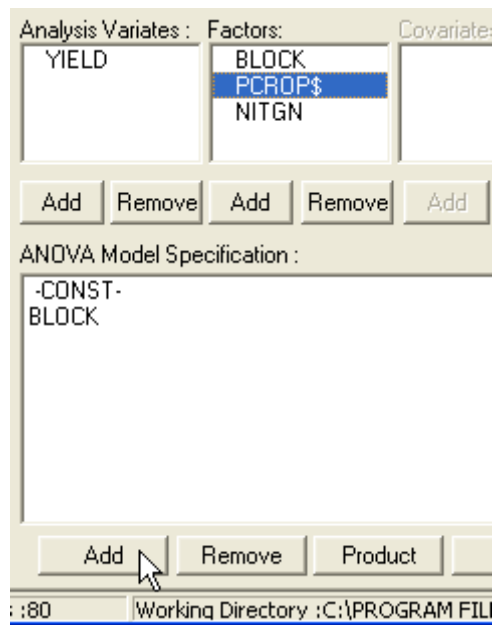 Analysis Variates : Factors: Covariates
YIELD BLOCK
PCROP$
NITGN
Add Remove Add Remove Add
ANOVA Model Specification :
-CONST-
BLOCK
Add Remove Product
:80 Working Directory :C:\PROGRAM FIL